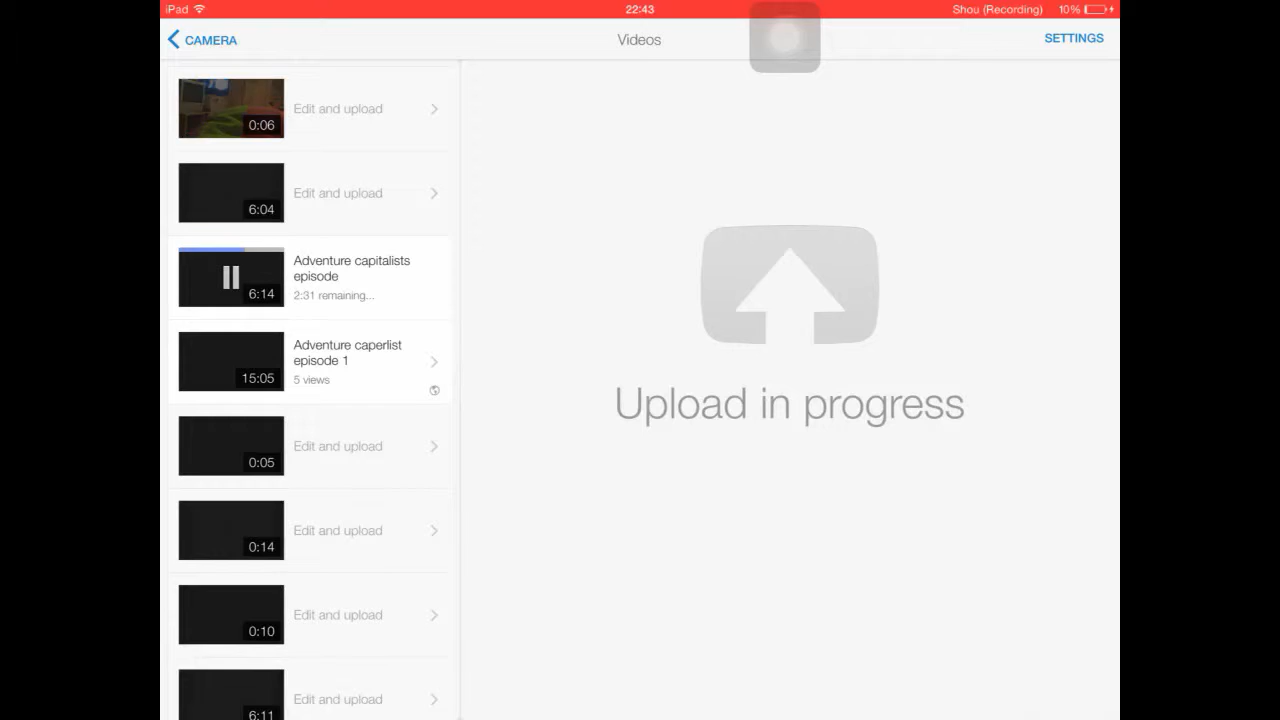 iPad 22:43 Shou (Recording) 10%
CAMERA Videos SETTINGS
0:06 Edit and upload
6:04 Edit and upload
Adventure capitalists
episode
2:31 remaining...
6:14
Adventure caperlist
episode 1
5 views
15:05
Upload in progress
0:05 Edit and upload
0:14 Edit and upload
0:10 Edit and upload
6:11 Edit and upload